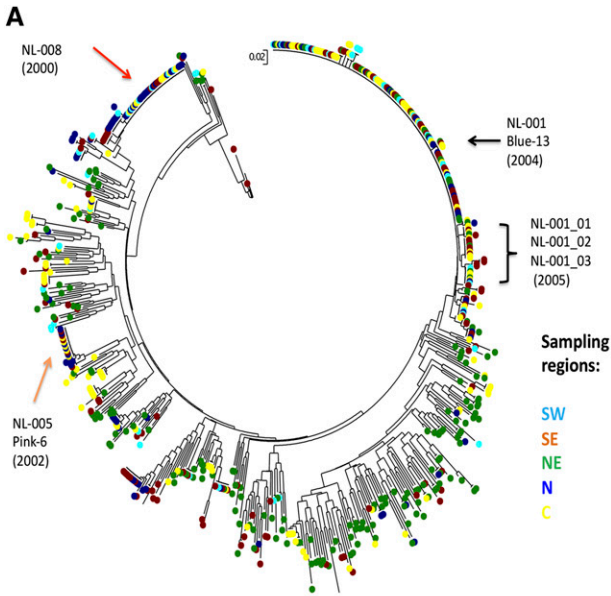 A
NL-008
(2000)
0.02
NL-001
Blue-13
(2004)
NL-001_01
NL-001_02
NL-001_03
(2005)
Sampling
regions:
SW
SE
NE
N
C
NL-005
Pink-6
(2002)